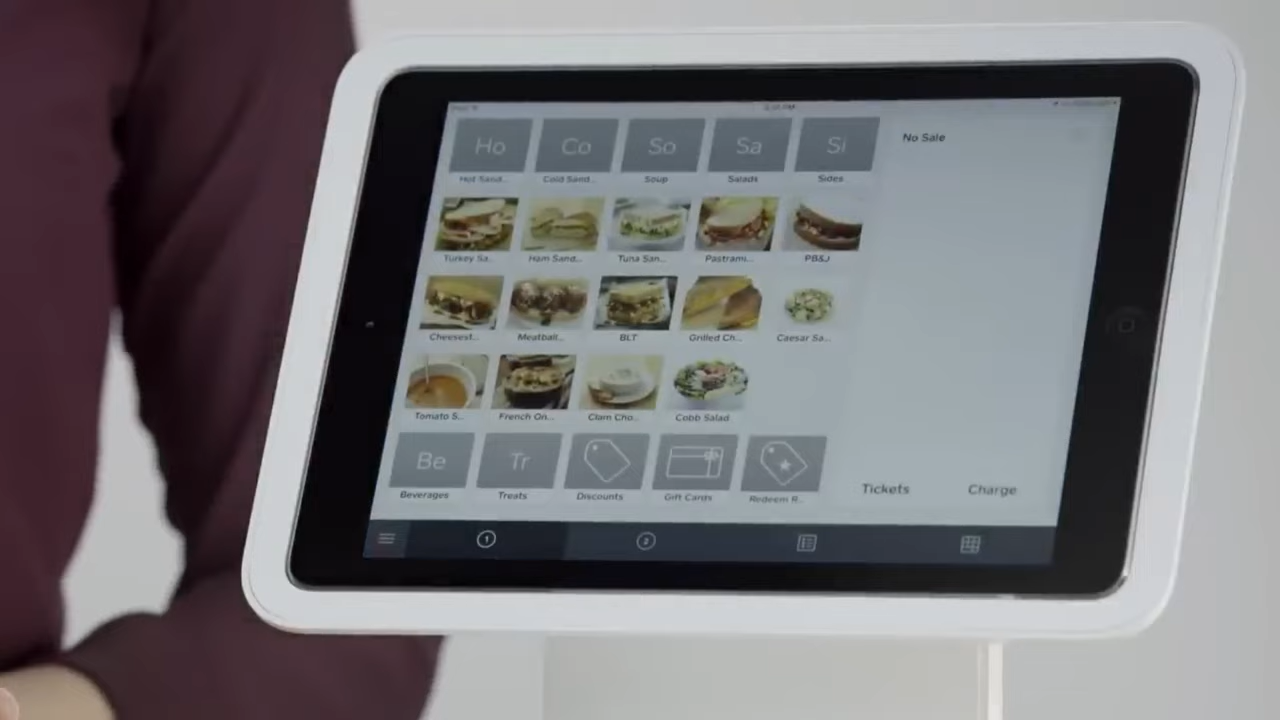 Ho Co So Sa Si
Hot Sand... Cold Sand... Soup Salads Sides
No Sale
Turkey Sa... Ham Sand... Tuna San... Pastrami... PB&J
Cheesest... Meatball... BLT Grilled Ch... Caesar Sa...
Tomato S... French On... Clam Cho... Cobb Salad
Be Tr
Beverages Treats Discounts Gift Cards Redeem R...
Tickets Charge
1 2